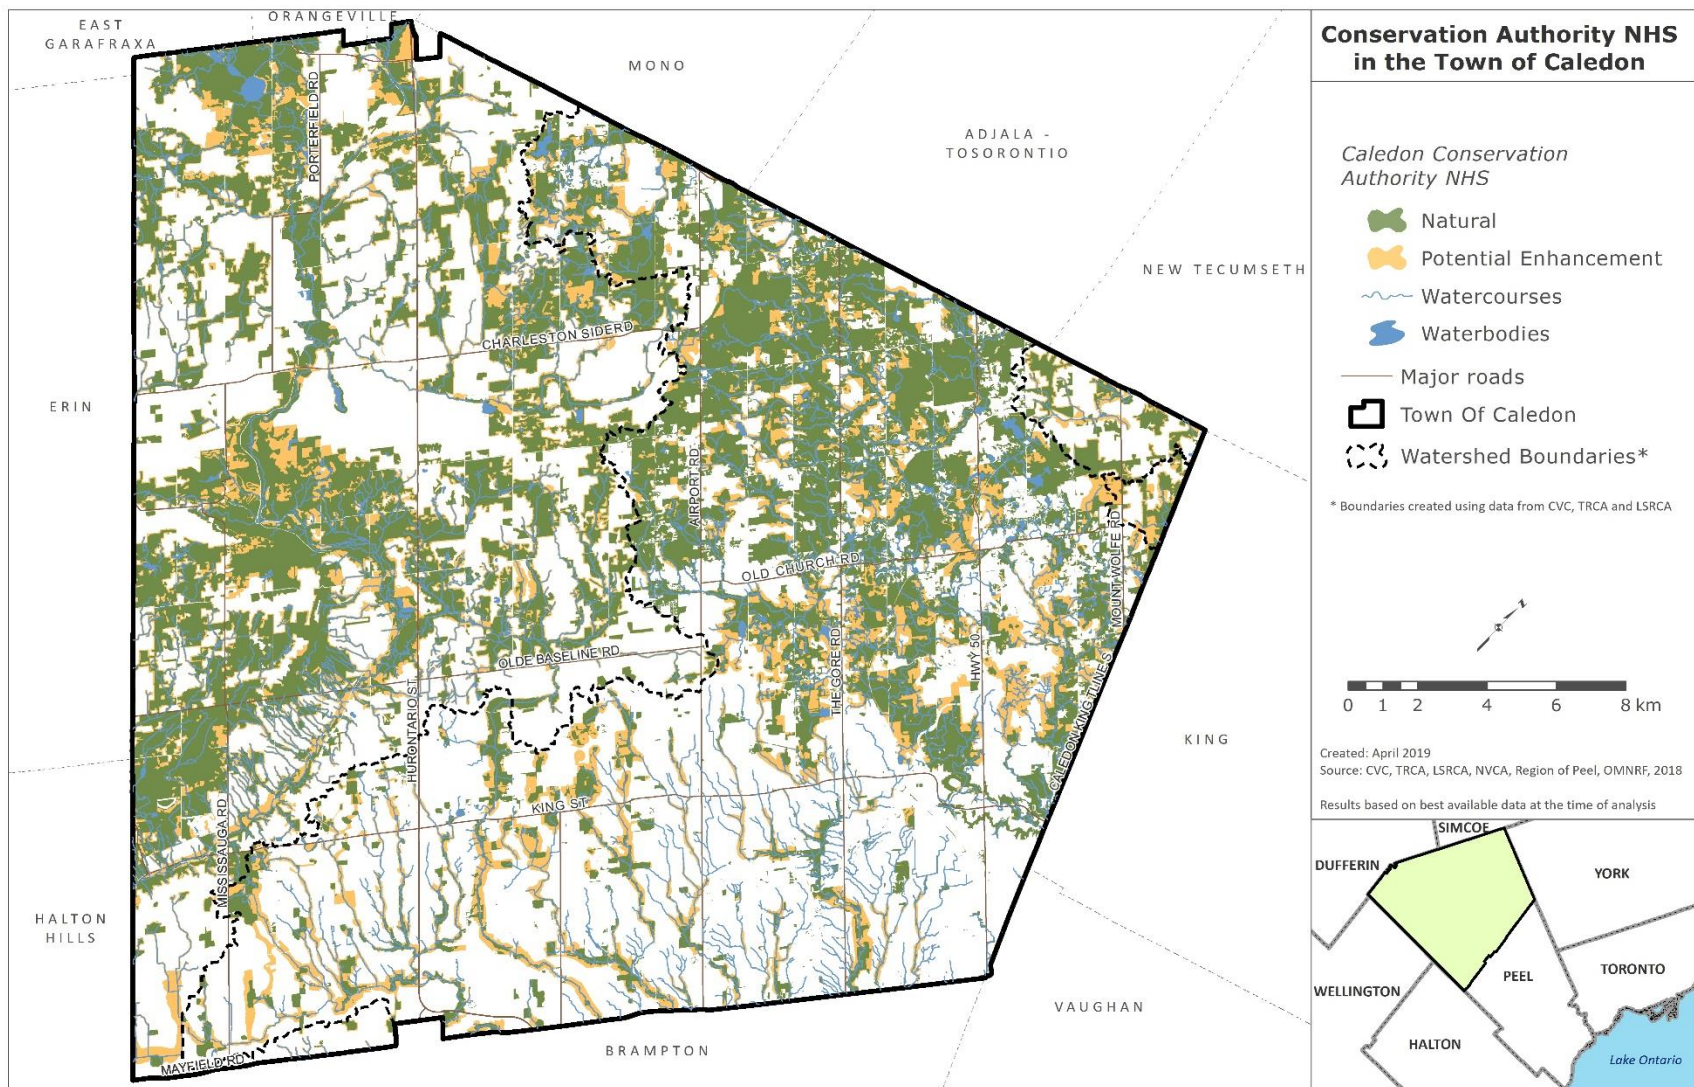 EAST
GARAFRAXA
ORANGEVILLE
MONO
ADJALA -
TOSORONTIO
NEW TECUMSETH
ERIN
KING
HALTON
HILLS
VAUGHAN
BRAMPTON
PORTERFIELD RD
CHARLESTON SIDERD
AIRPORT RD
OLD CHURCH RD
MOUNT WOLFE RD
OLDE BASELINE RD
THE GORE RD
HWY 50
CALEDON KING TLINE S
HURONTARIO ST
KING ST
MISSISSAUGA RD
MAYFIELD RD
Conservation Authority NHS
in the Town of Caledon
Caledon Conservation
Authority NHS
Natural
Potential Enhancement
Watercourses
Waterbodies
Major roads
Town Of Caledon
Watershed Boundaries*
* Boundaries created using data from CVC, TRCA and LSRCA
Z
0 1 2 4 6 8 km
Created: April 2019
Source: CVC, TRCA, LSRCA, NVCA, Region of Peel, OMNRF, 2018
Results based on best available data at the time of analysis
SIMCOE
DUFFERIN
YORK
PEEL
TORONTO
WELLINGTON
HALTON
Lake Ontario